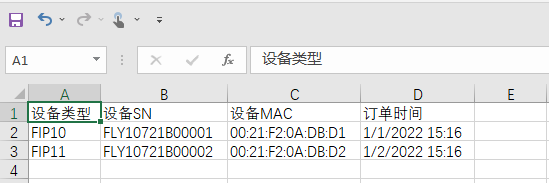 A1
fx
设备类型
A B C D E
1 设备类型 设备SN 设备MAC 订单时间
2 FIP10 FLY10721B00001 00:21:F2:0A:DB:D1 1/1/2022 15:16
3 FIP11 FLY10721B00002 00:21:F2:0A:DB:D2 1/2/2022 15:16
4